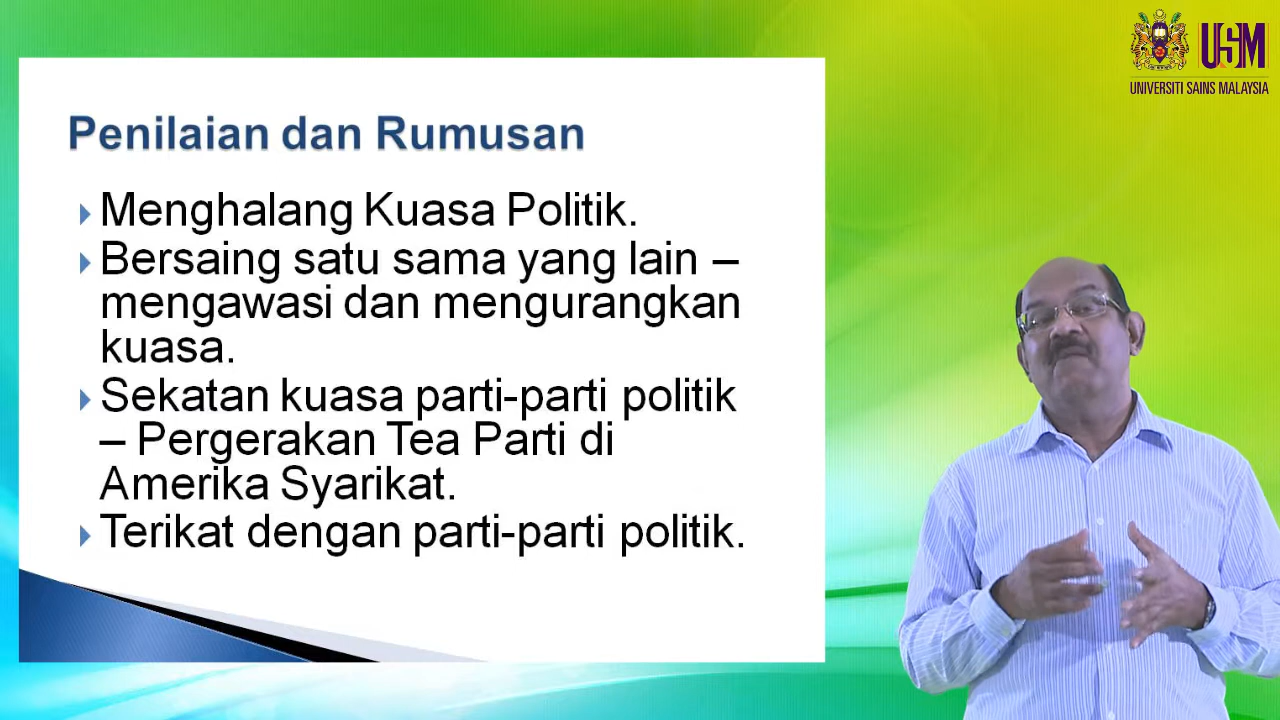 USM
UNIVERSITI SAINS MALAYSIA
Penilaian dan Rumusan
Menghalang Kuasa Politik.
Bersaing satu sama yang lain –
mengawasi dan mengurangkan
kuasa.
Sekatan kuasa parti-parti politik
– Pergerakan Tea Parti di
Amerika Syarikat.
Terikat dengan parti-parti politik.